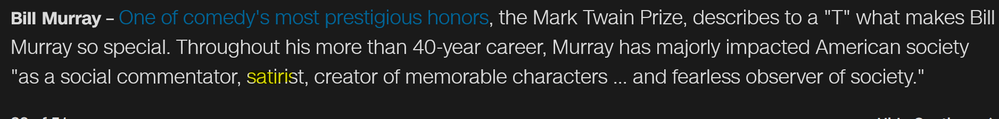 Bill Murray – One of comedy's most prestigious honors, the Mark Twain Prize, describes to a "T" what makes Bill
Murray so special. Throughout his more than 40-year career, Murray has majorly impacted American society
"as a social commentator, satirist, creator of memorable characters ... and fearless observer of society."